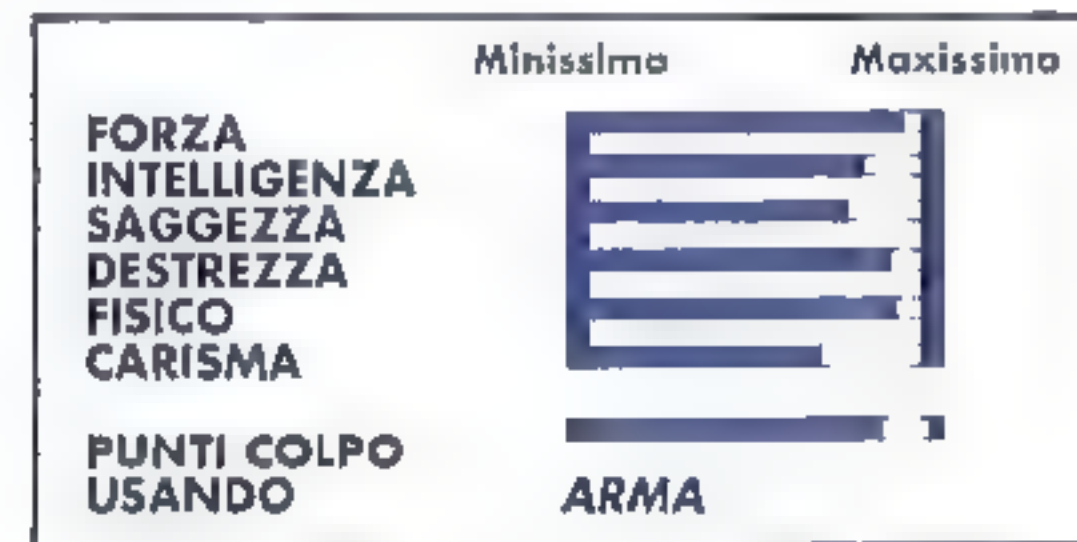 Minissimo Maxissimo
FORZA
INTELLIGENZA
SAGGEZZA
DESTREZZA
FISICO
CARISMA
PUNTI COLPO
USANDO ARMA